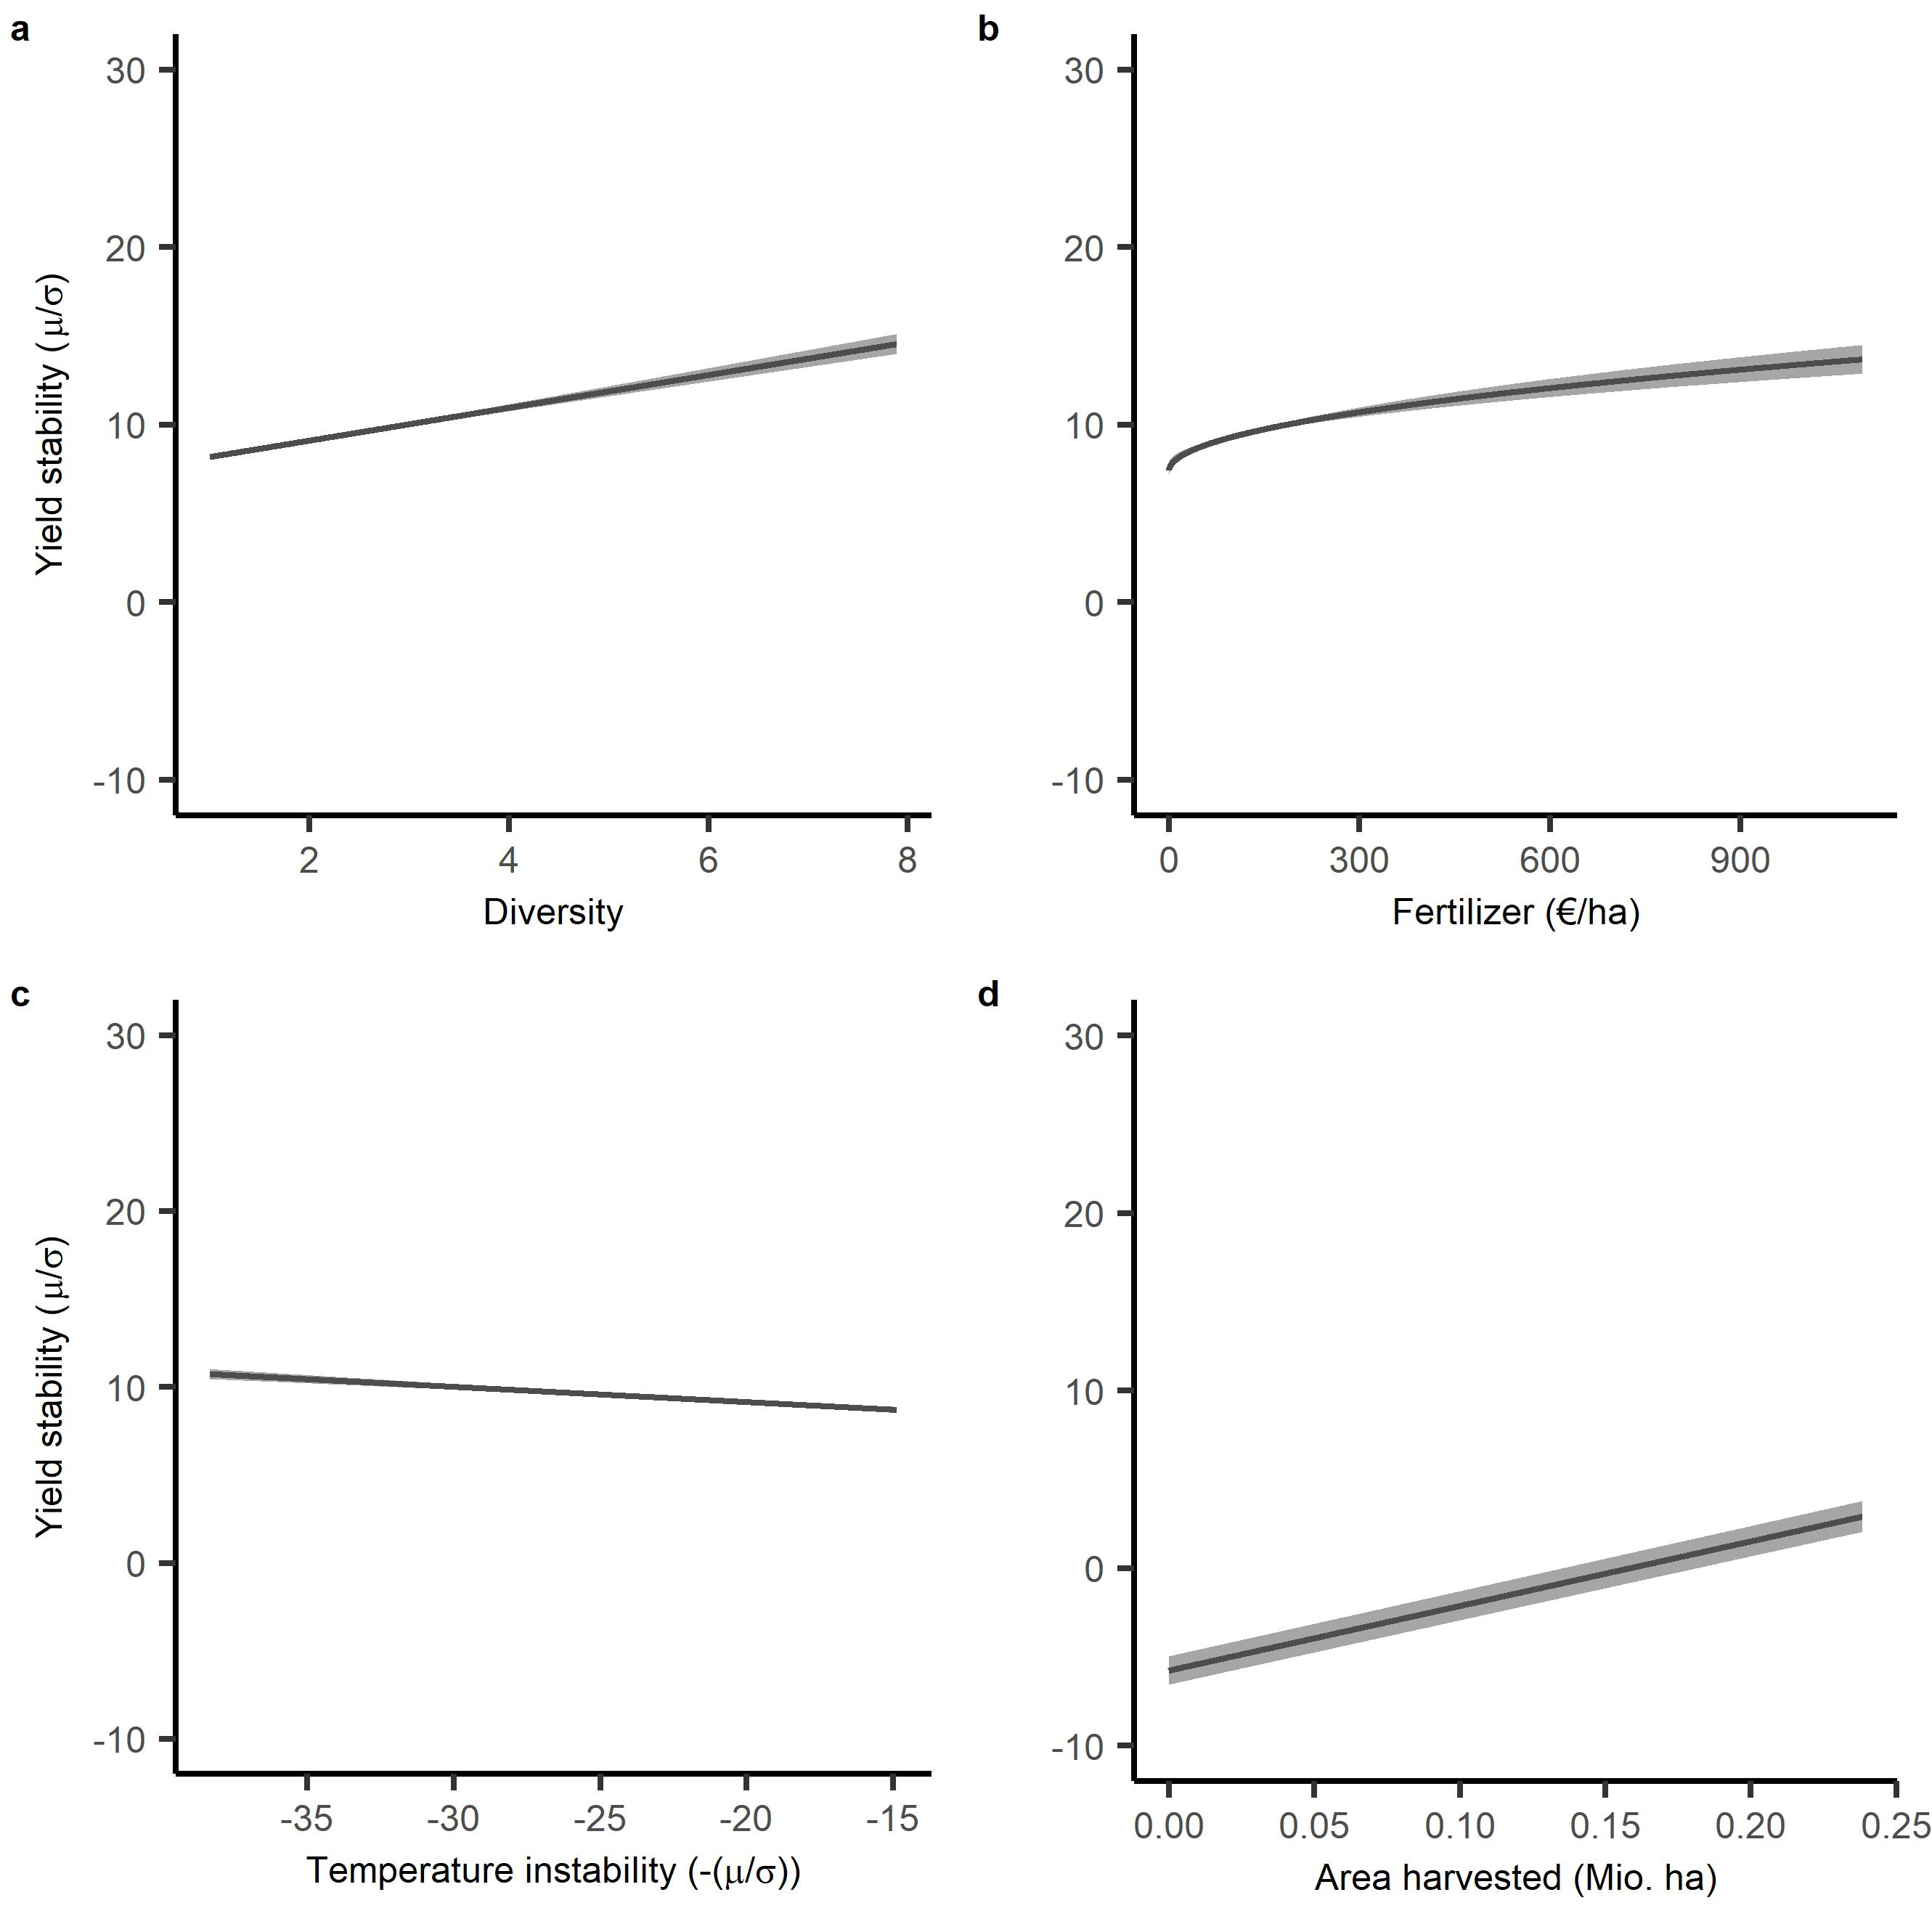 a
30
20
10
0
-10
Yield stability (μ/σ)
2 4 6 8
Diversity
b
30
20
10
0
-10
0 300 600 900
Fertilizer (€/ha)
c
30
20
10
0
-10
Yield stability (μ/σ)
-35 -30 -25 -20 -15
Temperature instability (-(μ/σ))
d
30
20
10
0
-10
0.00 0.05 0.10 0.15 0.20 0.25
Area harvested (Mio. ha)